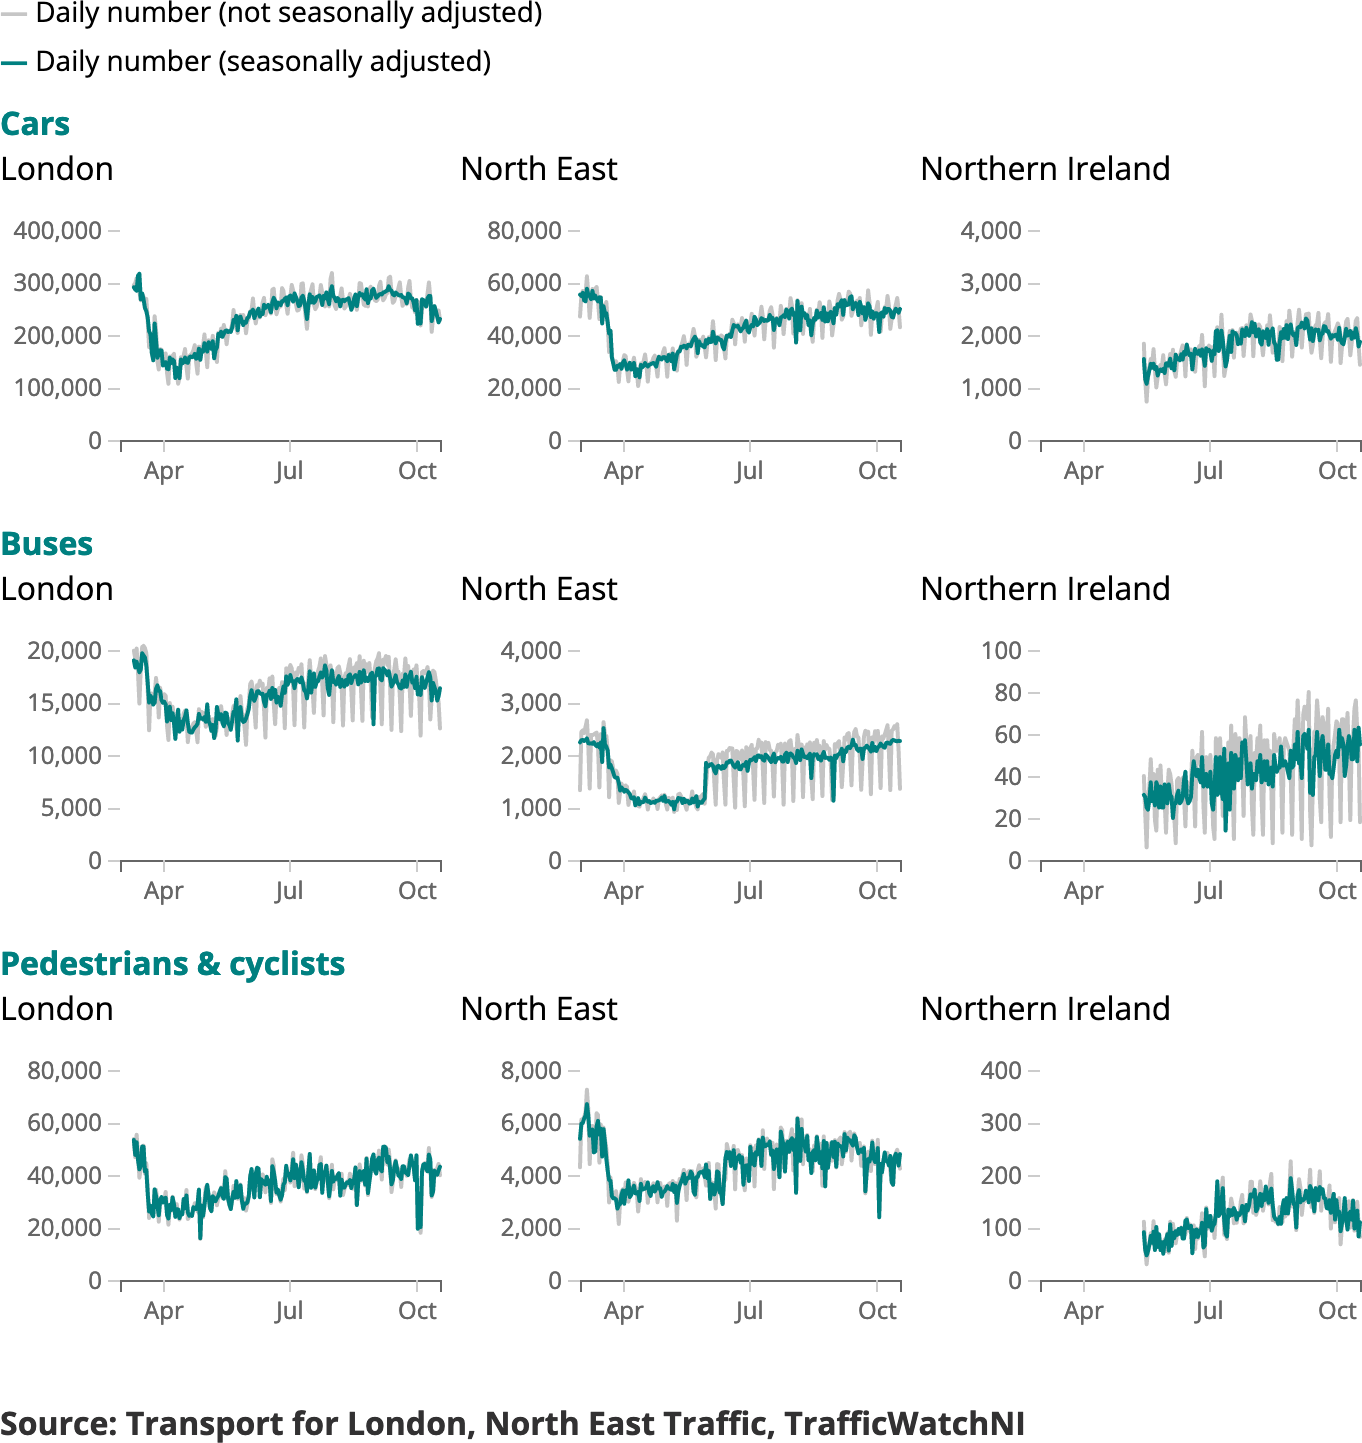 Daily number (not seasonally adjusted)
Daily number (seasonally adjusted)
Cars
London
North East
Northern Ireland
400,000
300,000
200,000
100,000
0
Apr
Jul
Oct
80,000
60,000
40,000
20,000
0
Apr
Jul
Oct
4,000
3,000
2,000
1,000
0
Apr
Jul
Oct
Buses
London
North East
Northern Ireland
20,000
15,000
10,000
5,000
0
Apr
Jul
Oct
4,000
3,000
2,000
1,000
0
Apr
Jul
Oct
100
80
60
40
20
0
Apr
Jul
Oct
Pedestrians & cyclists
London
North East
Northern Ireland
80,000
60,000
40,000
20,000
0
Apr
Jul
Oct
8,000
6,000
4,000
2,000
0
Apr
Jul
Oct
400
300
200
100
0
Apr
Jul
Oct
Source: Transport for London, North East Traffic, TrafficWatchNI